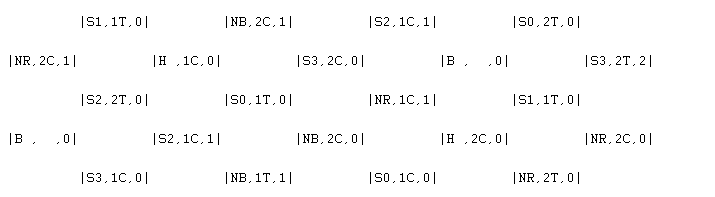 |S1,1T,0| |NB,2C,1| |S2,1C,1| |S0,2T,0|
|NR,2C,1| |H ,1C,0| |S3,2C,0| |B ,  ,0| |S3,2T,2|
|S2,2T,0| |S0,1T,0| |NR,1C,1| |S1,1T,0|
|B ,  ,0| |S2,1C,1| |NB,2C,0| |H ,2C,0| |NR,2C,0|
|S3,1C,0| |NB,1T,1| |S0,1C,0| |NR,2T,0|